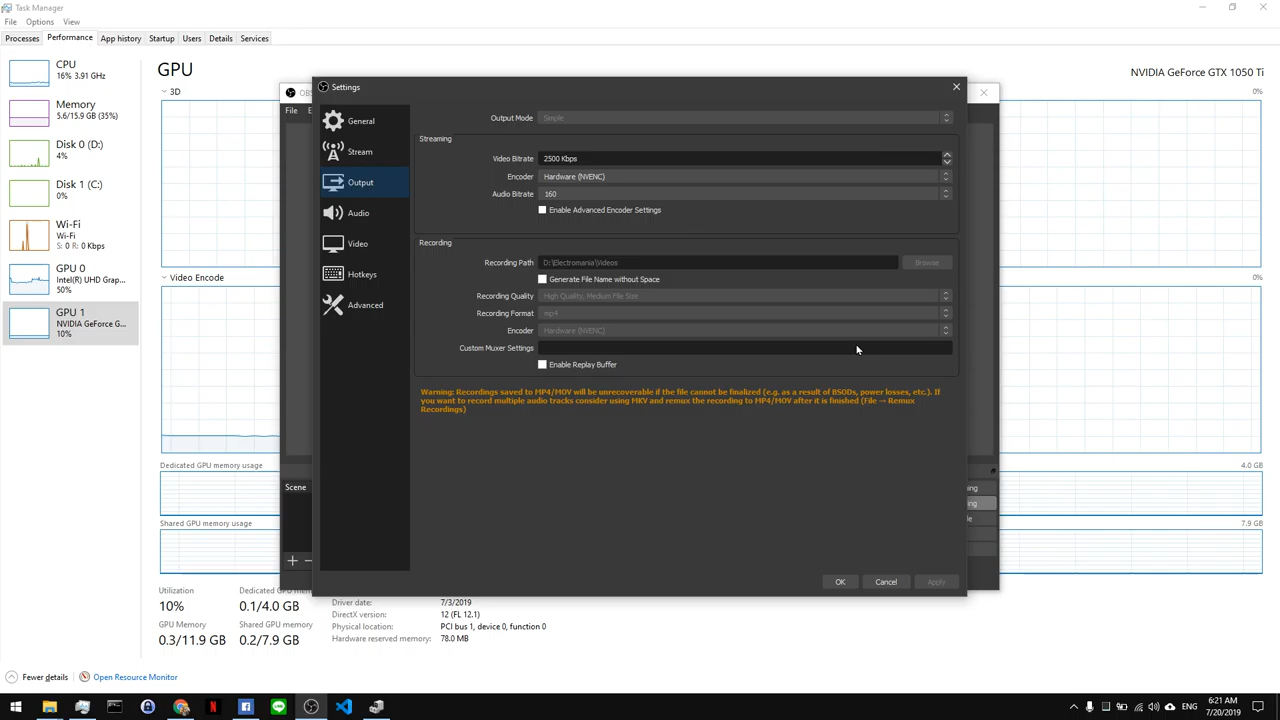 Task Manager
File Options View
Processes Performance App history Startup Users Details Services
CPU
16% 3.91 GHz
Memory
5.6/15.9 GB (35%)
Disk 0 (D:)
4%
Disk 1 (C:)
0%
Wi-Fi
Wi-Fi
S: 0 R: 0 Kbps
GPU 0
Intel(R) UHD Graph...
50%
GPU 1
NVIDIA GeForce G...
10%
GPU
NVIDIA GeForce GTX 1050 Ti
3D
0%
Video Encode
0%
Dedicated GPU memory usage
4.0 GB
Shared GPU memory usage
7.9 GB
Utilization
10%
GPU Memory
0.3/11.9 GB
Dedicated GPU me
0.1/4.0 GB
Shared GPU memory
0.2/7.9 GB
Driver date: 7/3/2019
DirectX version: 12 (FL 12.1)
Physical location: PCI bus 1, device 0, function 0
Hardware reserved memory: 78.0 MB
Fewer details
Open Resource Monitor
OBS
File E
Scene
ng
le
Settings
General
Stream
Output
Audio
Video
Hotkeys
Advanced
Output Mode Simple
Streaming
Video Bitrate 2500 Kbps
Encoder Hardware (NVENC)
Audio Bitrate 160
Enable Advanced Encoder Settings
Recording
Recording Path D:\Electromania\Videos Browse
Generate File Name without Space
Recording Quality High Quality, Medium File Size
Recording Format mp4
Encoder Hardware (NVENC)
Custom Muxer Settings
Enable Replay Buffer
Warning: Recordings saved to MP4/MOV will be unrecoverable if the file cannot be finalized (e.g. as a result of BSODs, power losses, etc.). If
you want to record multiple audio tracks consider using MKV and remux the recording to MP4/MOV after it is finished (File → Remux
Recordings)
OK Cancel Apply
ENG
6:21 AM
7/20/2019